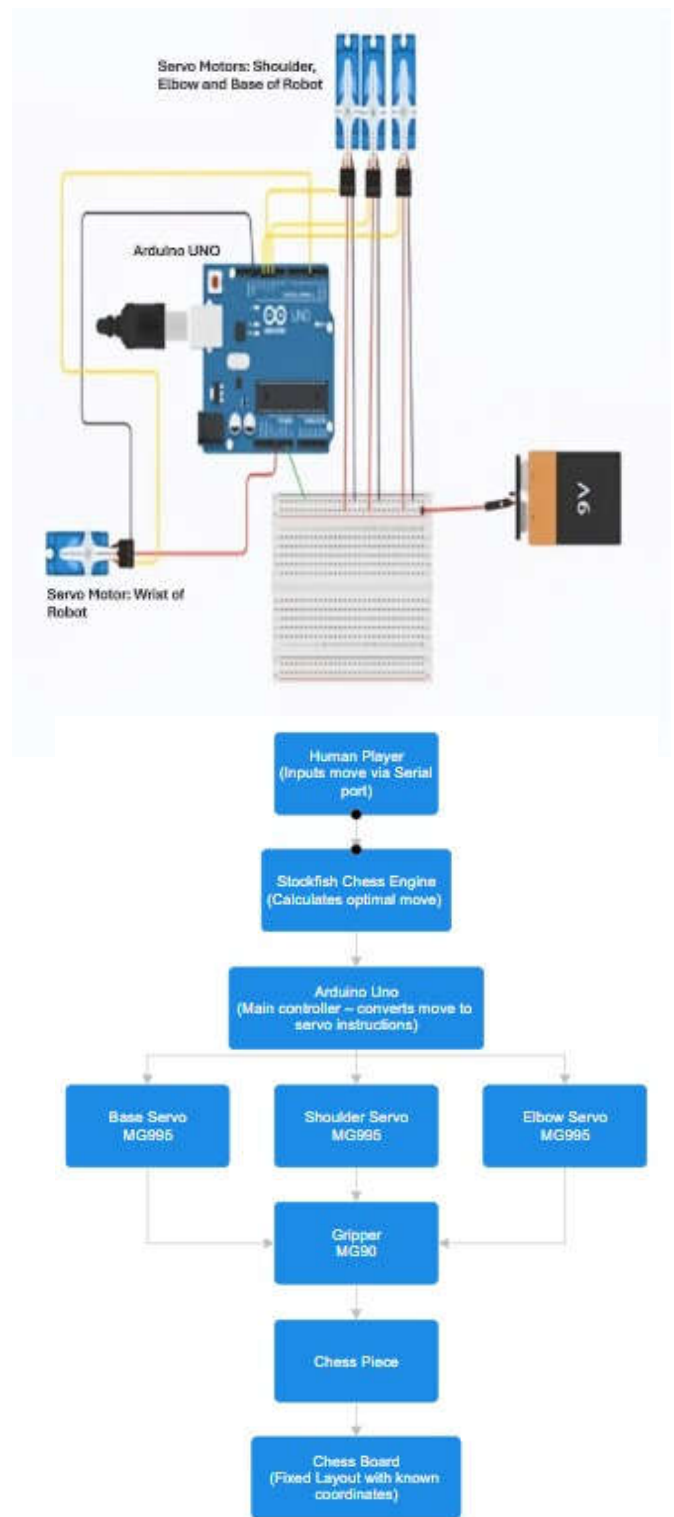 Servo Motors: Shoulder,
Elbow and Base of Robot
Arduino UNO
UNO
9V
Servo Motor: Wrist of
Robot
Human Player
(Inputs move via Serial
port)
Stockfish Chess Engine
(Calculates optimal move)
Arduino Uno
(Main controller – converts move to
servo instructions)
Base Servo
MG995
Shoulder Servo
MG995
Elbow Servo
MG995
Gripper
MG90
Chess Piece
Chess Board
(Fixed Layout with known
coordinates)